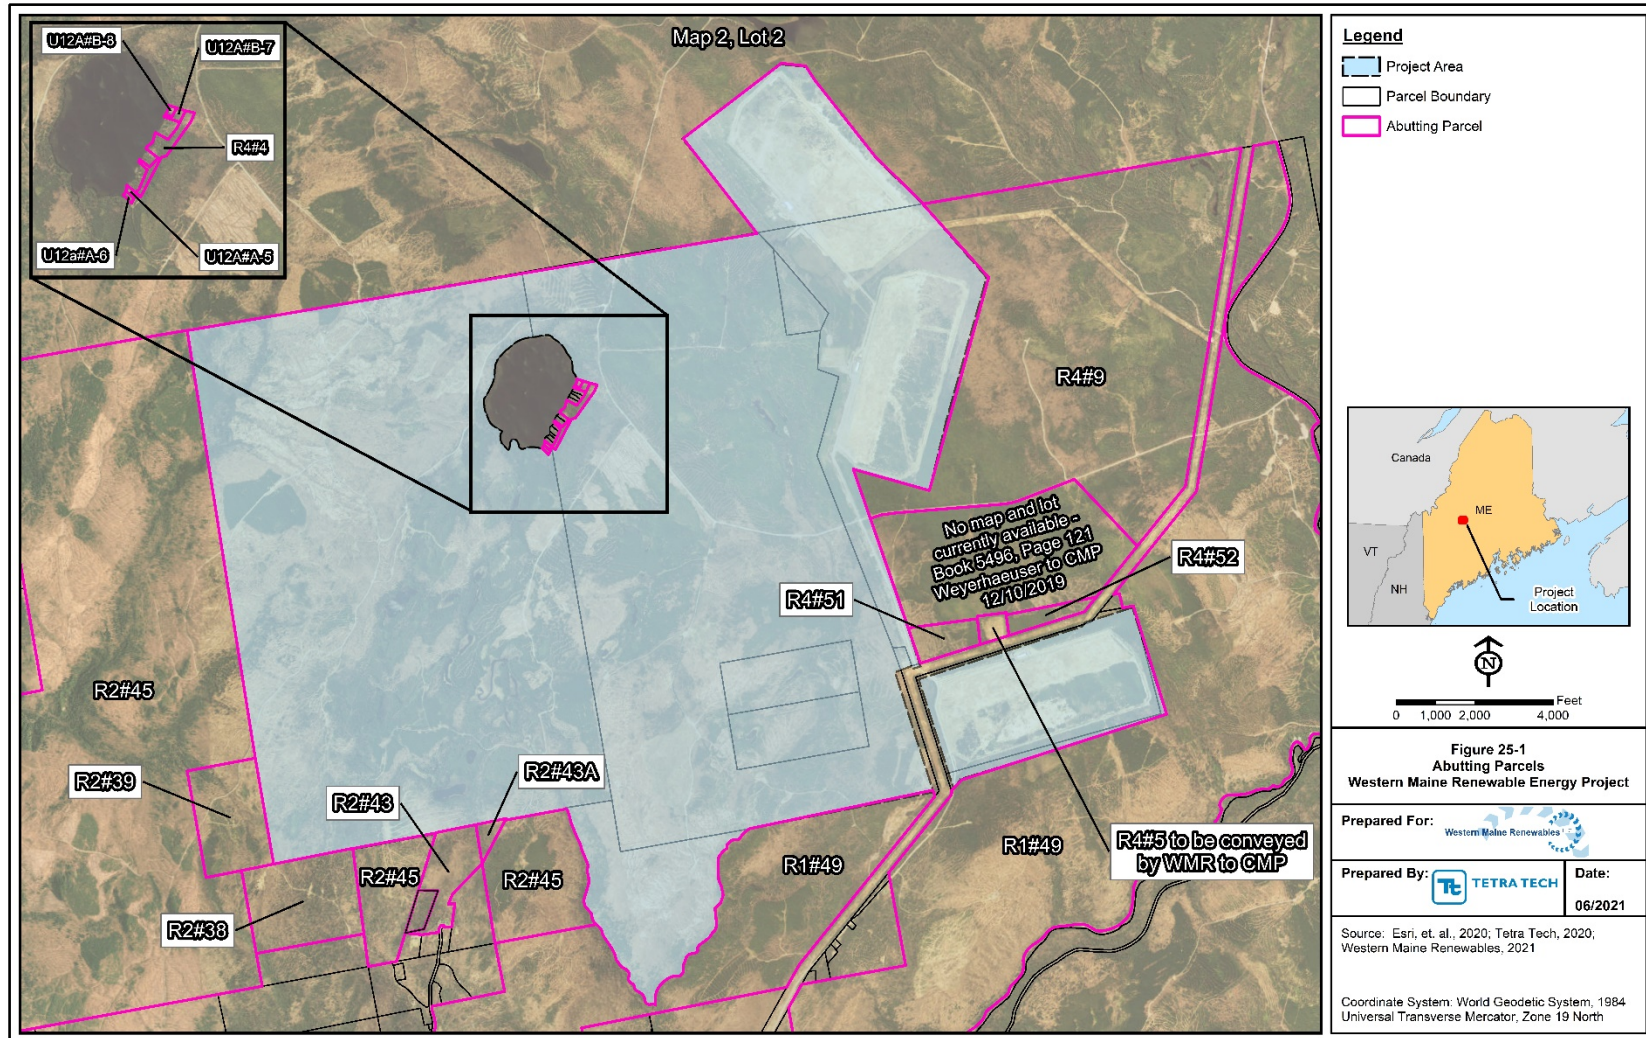 Map 2, Lot 2
U12A#B-8
U12A#B-7
R4#4
U12a#A-6
U12A#A-5
R4#9
No map and lot
currently available -
Book 5496, Page 121
Weyerhaeuser to CMP
12/10/2019
R4#52
R4#51
R2#45
R2#39
R2#43A
R2#43
R2#45
R2#45
R2#38
R1#49
R1#49
R4#5 to be conveyed
by WMR to CMP
Legend
Project Area
Parcel Boundary
Abutting Parcel
Canada
ME
VT
NH
Project
Location
N
Feet
0 1,000 2,000 4,000
Figure 25-1
Abutting Parcels
Western Maine Renewable Energy Project
Prepared For:
Western Maine Renewables
Prepared By:
Tt TETRA TECH
Date:
06/2021
Source: Esri, et. al., 2020; Tetra Tech, 2020;
Western Maine Renewables, 2021
Coordinate System: World Geodetic System, 1984
Universal Transverse Mercator, Zone 19 North